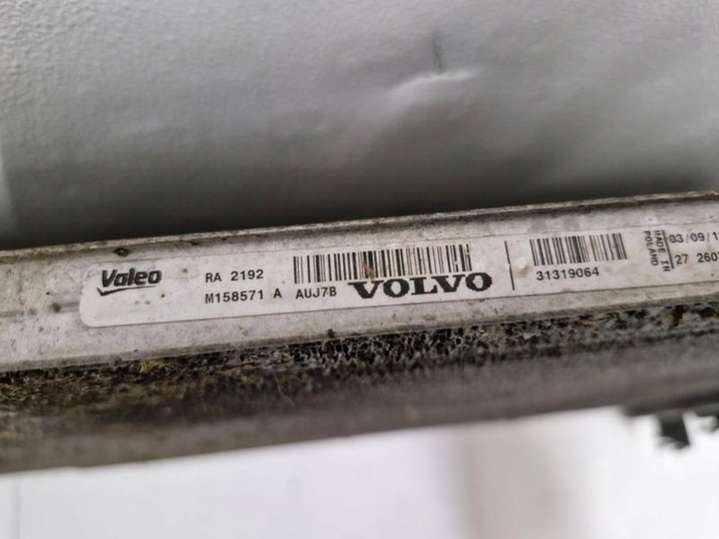 Valeo
RA 2192
M158571 A AUJ7B
VOLVO
31319064
MADE IN
POLAND
03/09/1
27 260